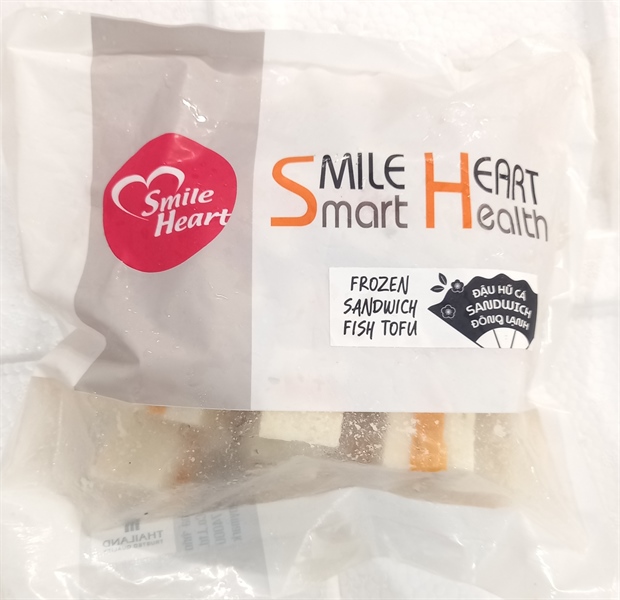 Smile
Heart
SMILE HEART
Smart Health
FROZEN
SANDWICH
FISH TOFU
ĐẬU HŨ CÁ
SANDWICH
ĐÔNG LẠNH
THAILAND